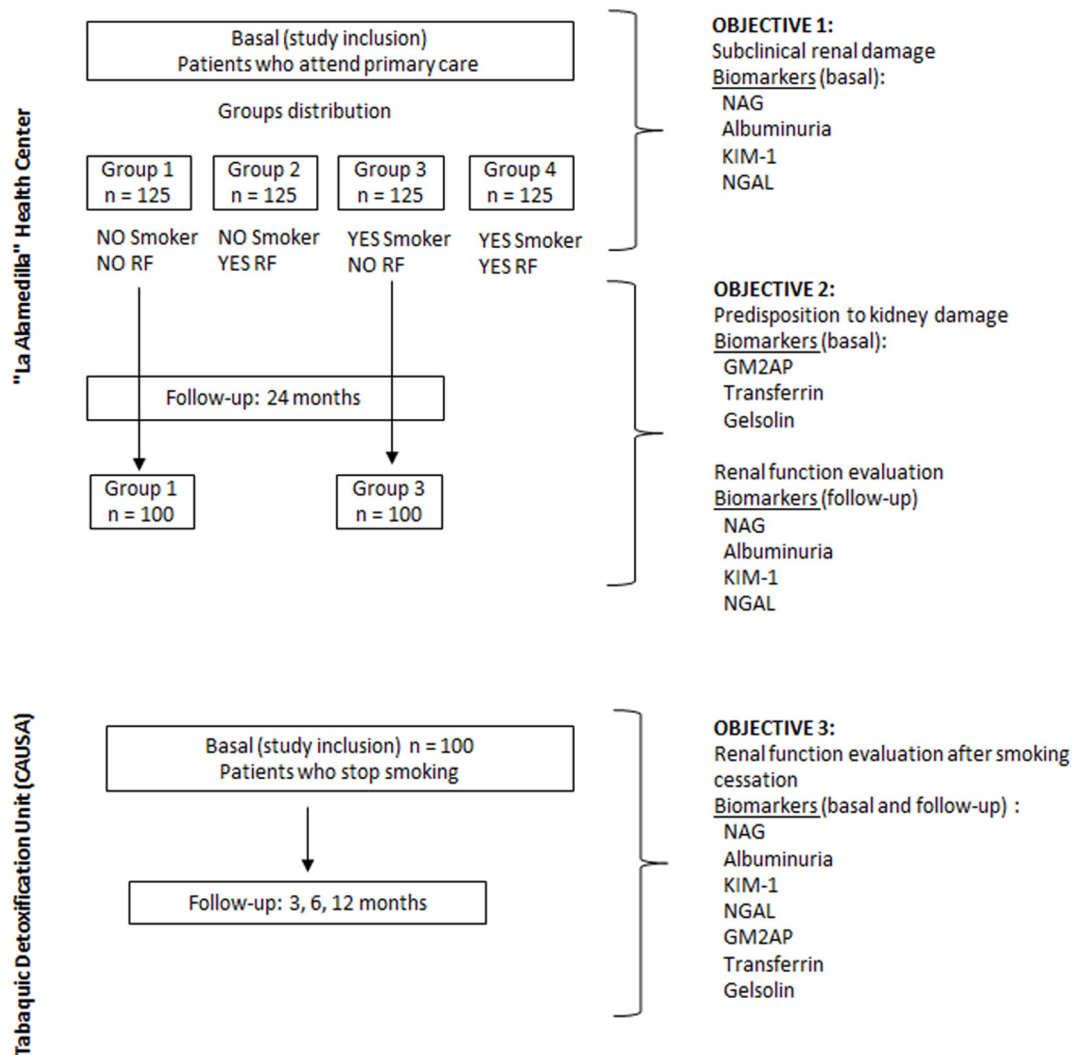 "La Alamedilla" Health Center
Basal (study inclusion)
Patients who attend primary care
Groups distribution
Group 1
n = 125
Group 2
n = 125
Group 3
n = 125
Group 4
n = 125
NO Smoker
NO RF
NO Smoker
YES RF
YES Smoker
NO RF
YES Smoker
YES RF
Follow-up: 24 months
Group 1
n = 100
Group 3
n = 100
OBJECTIVE 1:
Subclinical renal damage
Biomarkers (basal):
NAG
Albuminuria
KIM-1
NGAL
OBJECTIVE 2:
Predisposition to kidney damage
Biomarkers (basal):
GM2AP
Transferrin
Gelsolin
Renal function evaluation
Biomarkers (follow-up)
NAG
Albuminuria
KIM-1
NGAL
Tabaquic Detoxification Unit (CAUSA)
Basal (study inclusion) n = 100
Patients who stop smoking
Follow-up: 3, 6, 12 months
OBJECTIVE 3:
Renal function evaluation after smoking
cessation
Biomarkers (basal and follow-up) :
NAG
Albuminuria
KIM-1
NGAL
GM2AP
Transferrin
Gelsolin